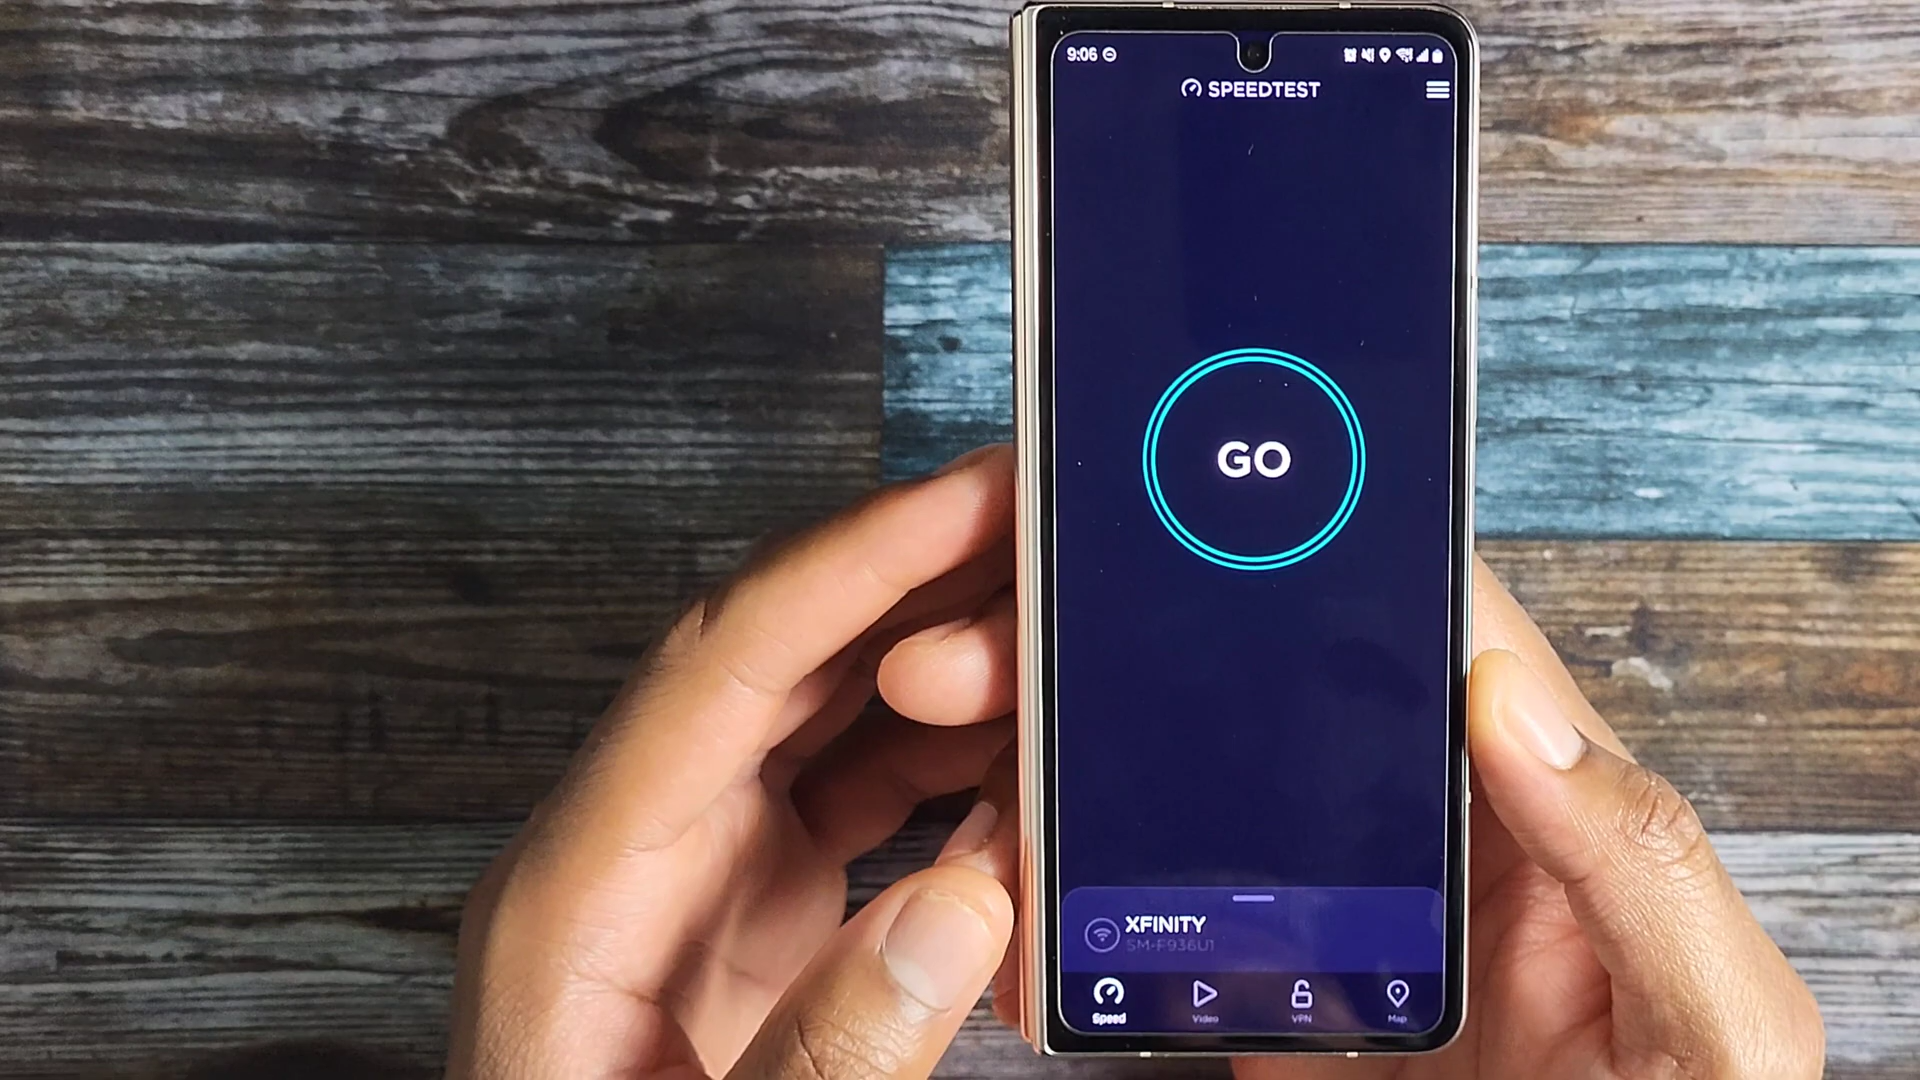 9:06
SPEEDTEST
GO
XFINITY
SM-F936U1
Speed
Video
VPN
Map